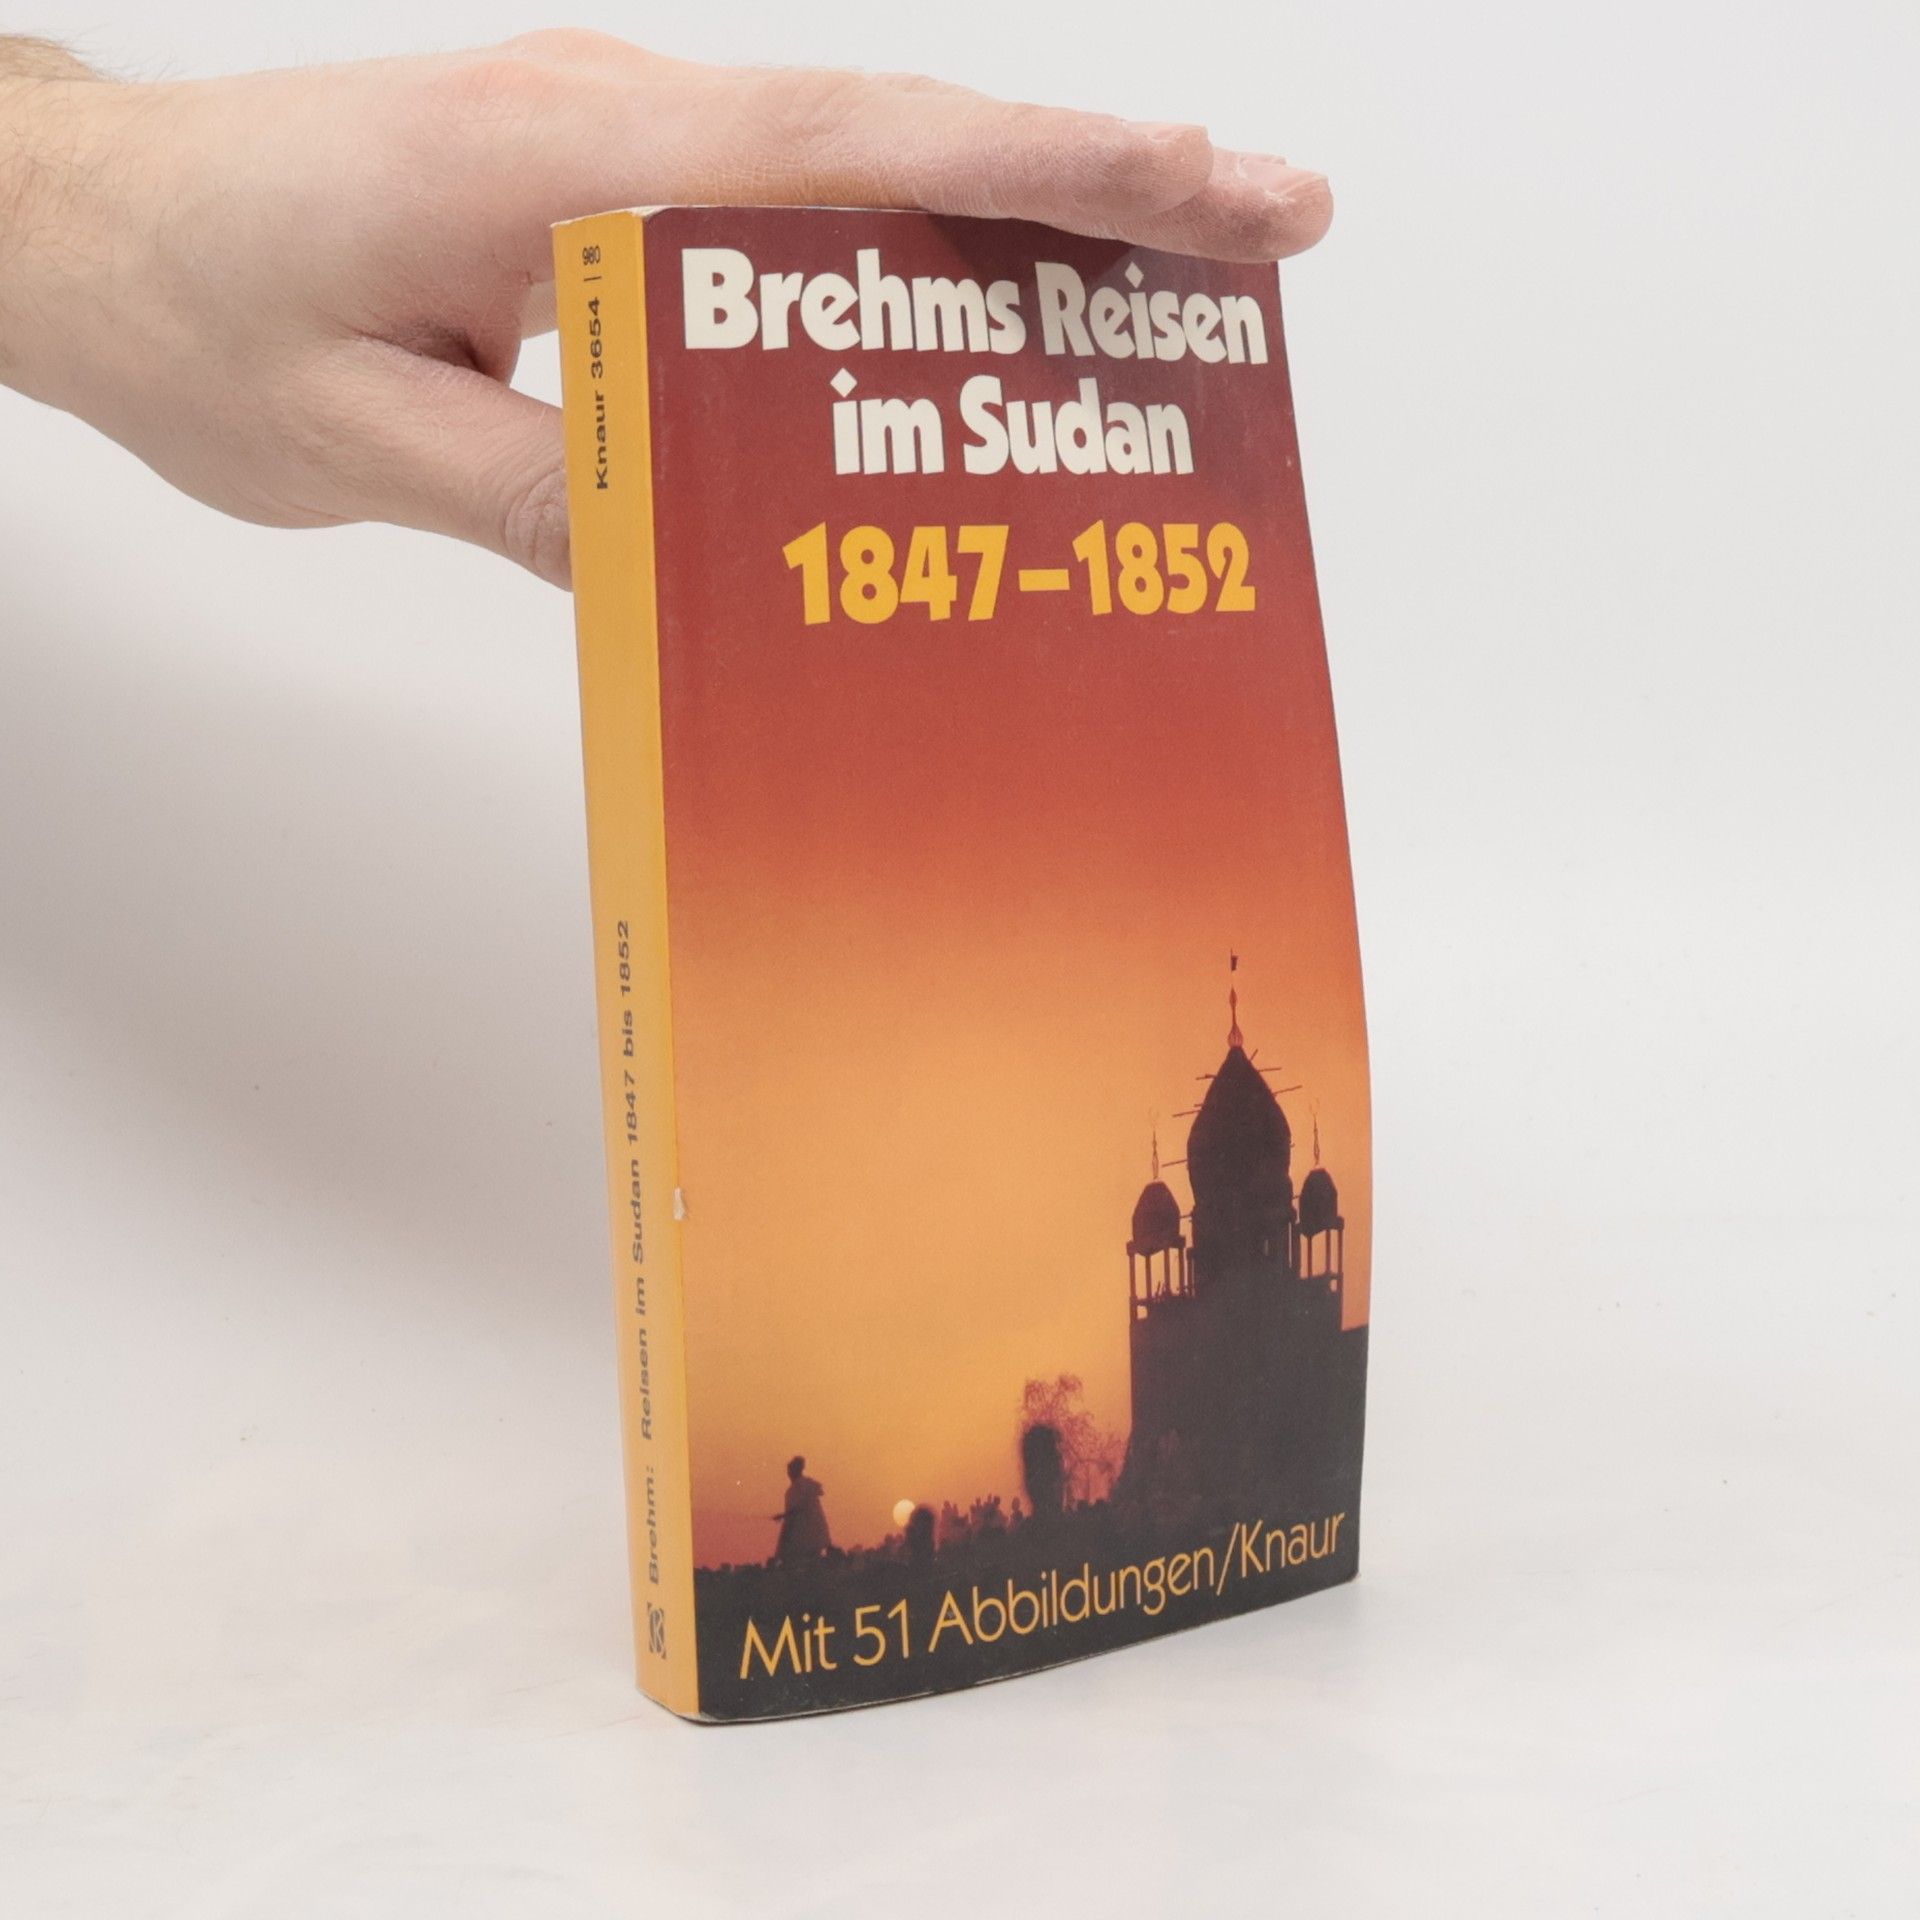 Brehms Reisen
im Sudan
1847–1852
Mit 51 Abbildungen/Knaur
Brehm: Reisen im Sudan 1847 bis 1852
Knaur 3654 | 980